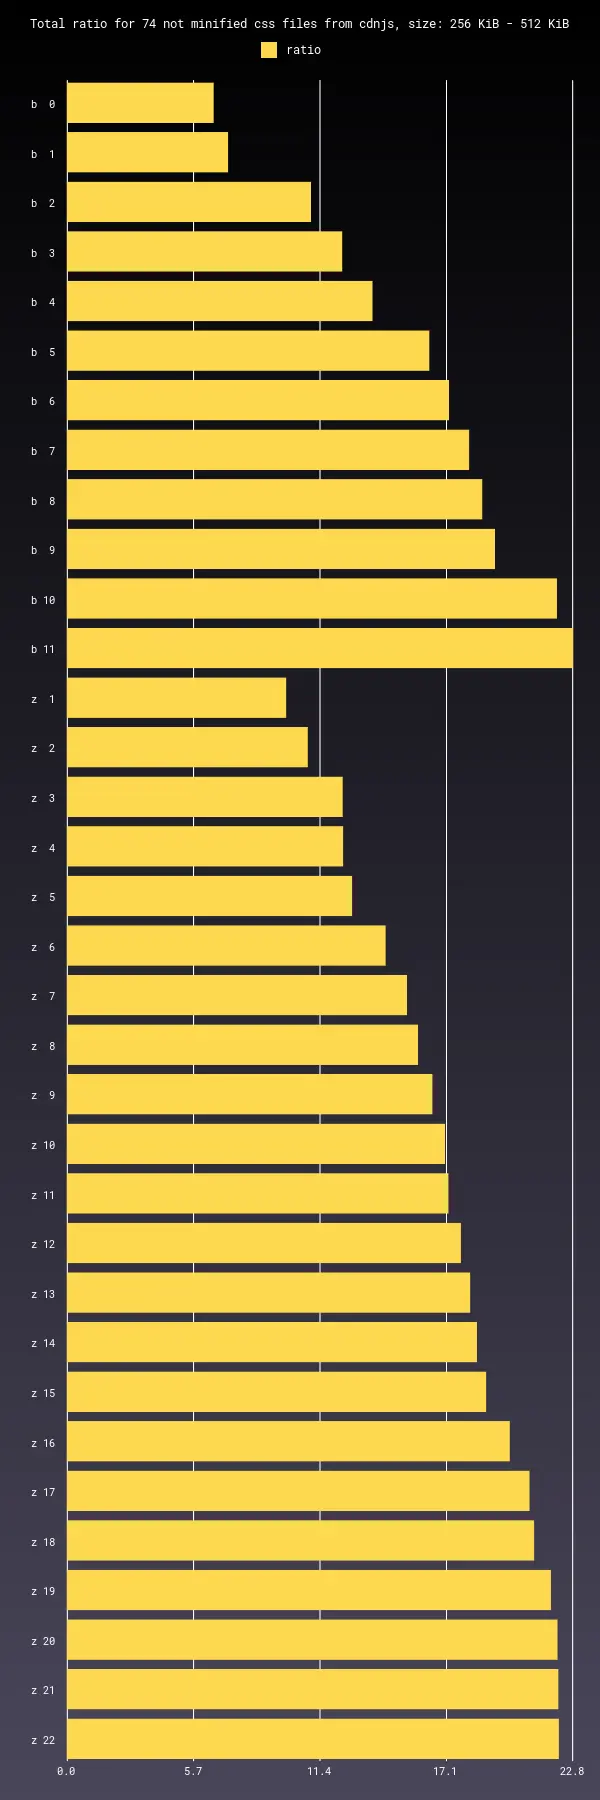 Total ratio for 74 not minified css files from cdnjs, size: 256 KiB - 512 KiB
ratio
b 0
b 1
b 2
b 3
b 4
b 5
b 6
b 7
b 8
b 9
b 10
b 11
z 1
z 2
z 3
z 4
z 5
z 6
z 7
z 8
z 9
z 10
z 11
z 12
z 13
z 14
z 15
z 16
z 17
z 18
z 19
z 20
z 21
z 22
0.0 5.7 11.4 17.1 22.8